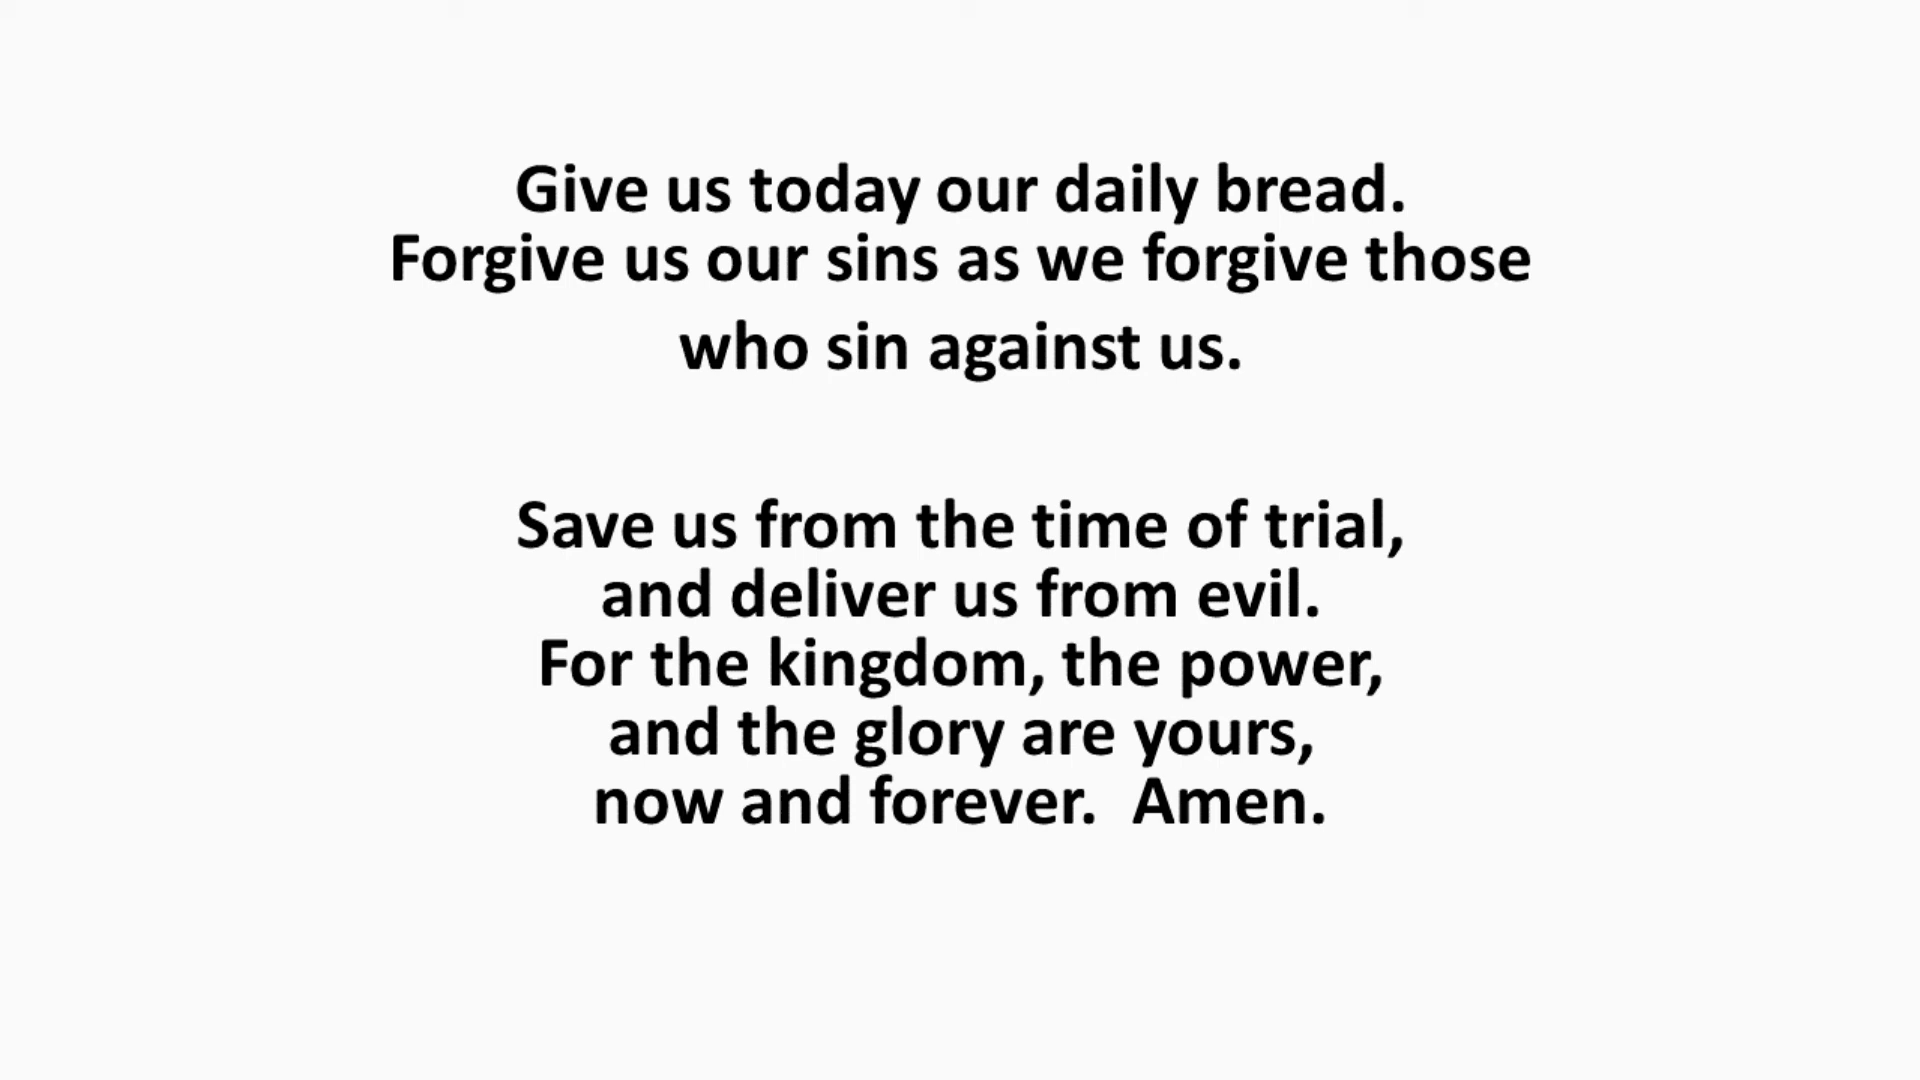 Give us today our daily bread.
Forgive us our sins as we forgive those
who sin against us.
Save us from the time of trial,
and deliver us from evil.
For the kingdom, the power,
and the glory are yours,
now and forever.  Amen.